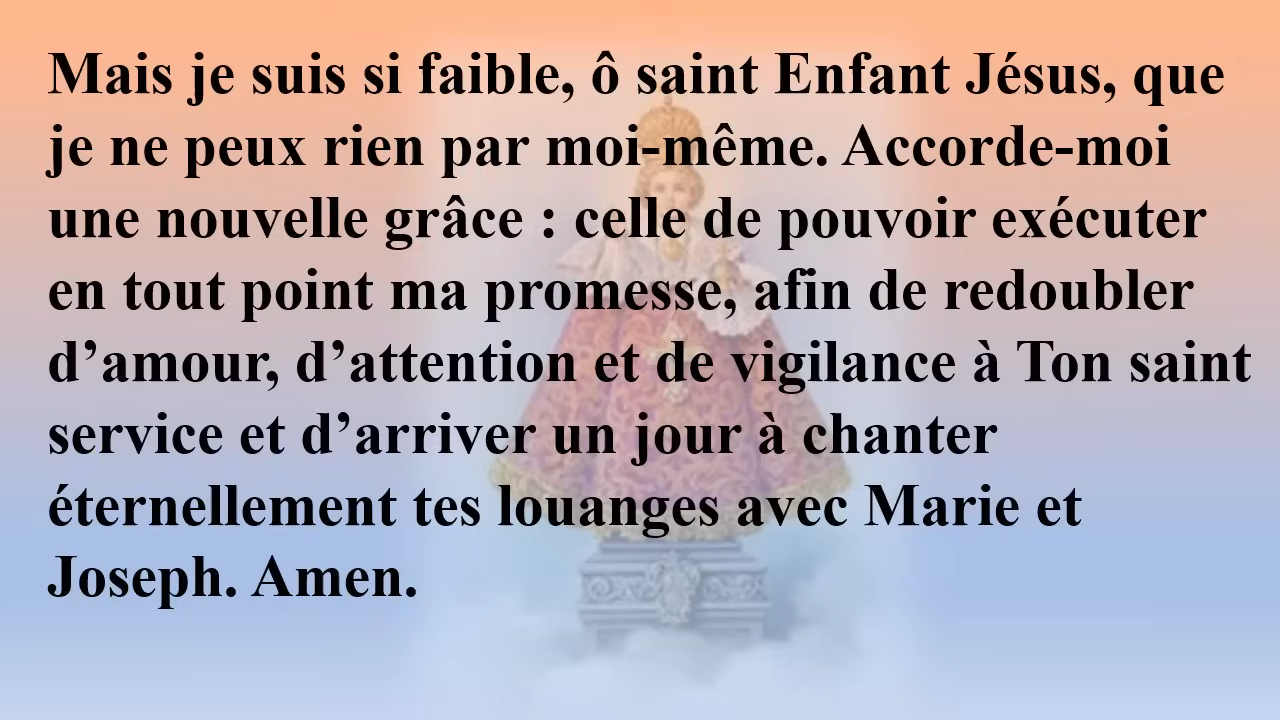 Mais je suis si faible, ô saint Enfant Jésus, que
je ne peux rien par moi-même. Accorde-moi
une nouvelle grâce : celle de pouvoir exécuter
en tout point ma promesse, afin de redoubler
d’amour, d’attention et de vigilance à Ton saint
service et d’arriver un jour à chanter
éternellement tes louanges avec Marie et
Joseph. Amen.